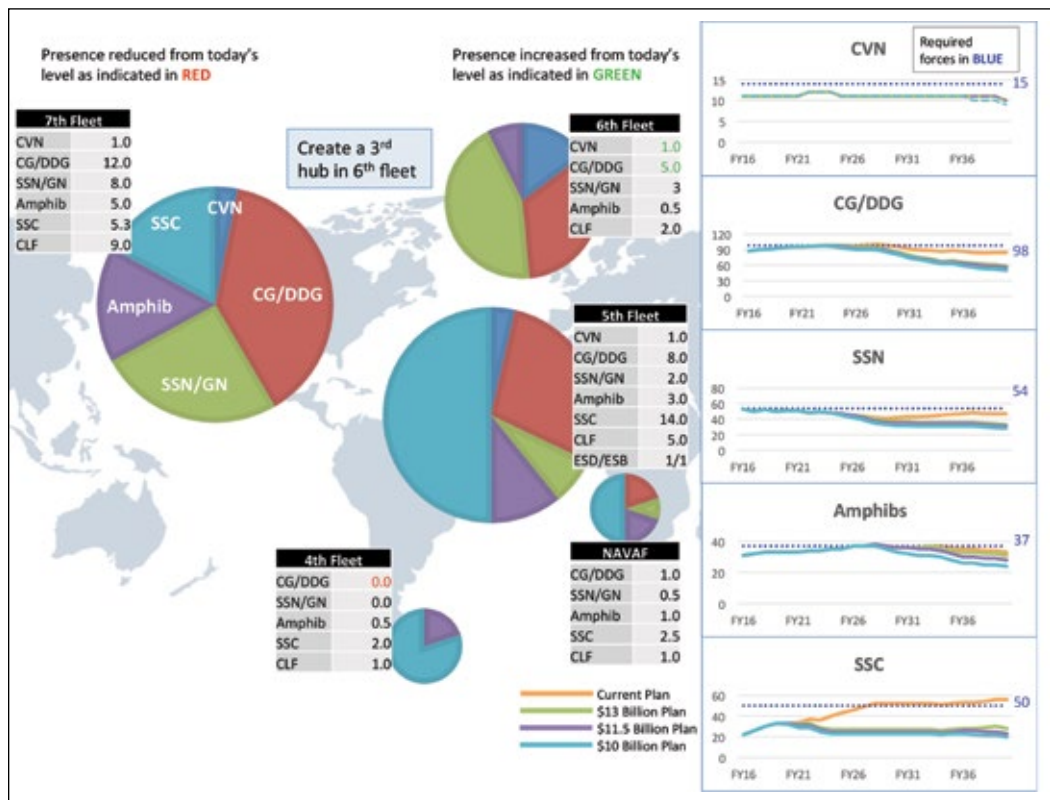 Presence reduced from today's
level as indicated in RED
Presence increased from today's
level as indicated in GREEN
Create a 3rd
hub in 6th fleet
7th Fleet
CVN 1.0
CG/DDG 12.0
SSN/GN 8.0
Amphib 5.0
SSC 5.3
CLF 9.0
SSC
CVN
CG/DDG
Amphib
SSN/GN
6th Fleet
CVN 1.0
CG/DDG 5.0
SSN/GN 3
Amphib 0.5
CLF 2.0
5th Fleet
CVN 1.0
CG/DDG 8.0
SSN/GN 2.0
Amphib 3.0
SSC 14.0
CLF 5.0
ESD/ESB 1/1
4th Fleet
CG/DDG 0.0
SSN/GN 0.0
Amphib 0.5
SSC 2.0
CLF 1.0
NAVAF
CG/DDG 1.0
SSN/GN 0.5
Amphib 1.0
SSC 2.5
CLF 1.0
Current Plan
$13 Billion Plan
$11.5 Billion Plan
$10 Billion Plan
CVN
Required
forces in BLUE
15
10
5
0
15
FY16 FY21 FY26 FY31 FY36
CG/DDG
120
90
60
30
0
98
FY16 FY21 FY26 FY31 FY36
SSN
80
60
40
20
0
54
FY16 FY21 FY26 FY31 FY36
Amphibs
40
20
0
37
FY16 FY21 FY26 FY31 FY36
SSC
60
40
20
0
50
FY16 FY21 FY26 FY31 FY36